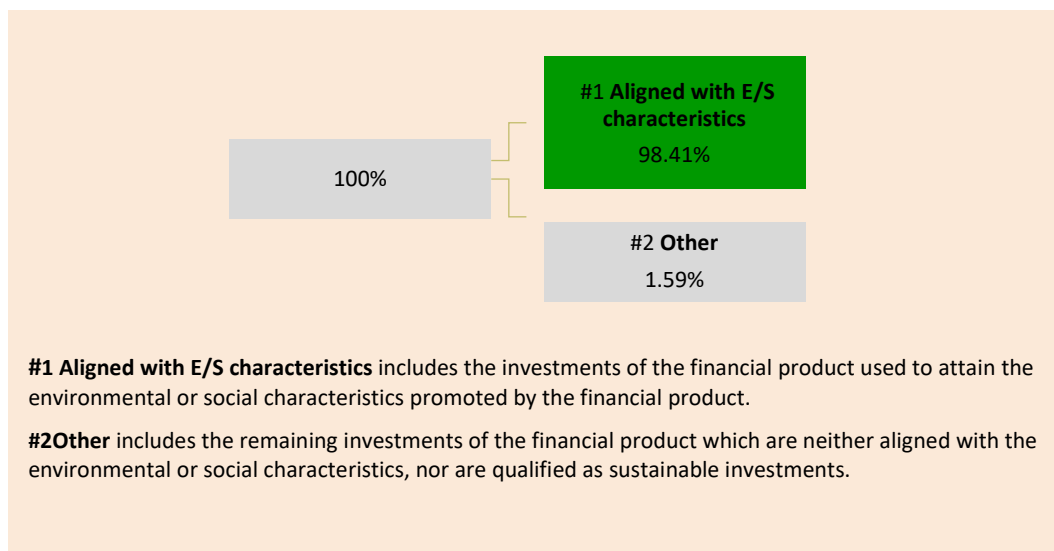 #1 Aligned with E/S
characteristics
98.41%
100%
#2 Other
1.59%
#1 Aligned with E/S characteristics includes the investments of the financial product used to attain the
environmental or social characteristics promoted by the financial product.
#2Other includes the remaining investments of the financial product which are neither aligned with the
environmental or social characteristics, nor are qualified as sustainable investments.